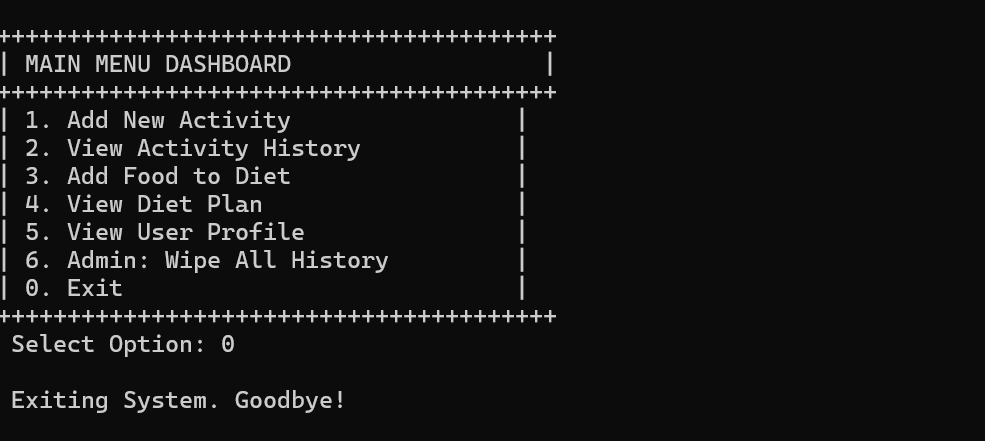 ++++++++++++++++++++++++++++++++++++++++
| MAIN MENU DASHBOARD                  |
++++++++++++++++++++++++++++++++++++++++
| 1. Add New Activity                |
| 2. View Activity History           |
| 3. Add Food to Diet                |
| 4. View Diet Plan                  |
| 5. View User Profile               |
| 6. Admin: Wipe All History         |
| 0. Exit                            |
++++++++++++++++++++++++++++++++++++++++
Select Option: 0
Exiting System. Goodbye!